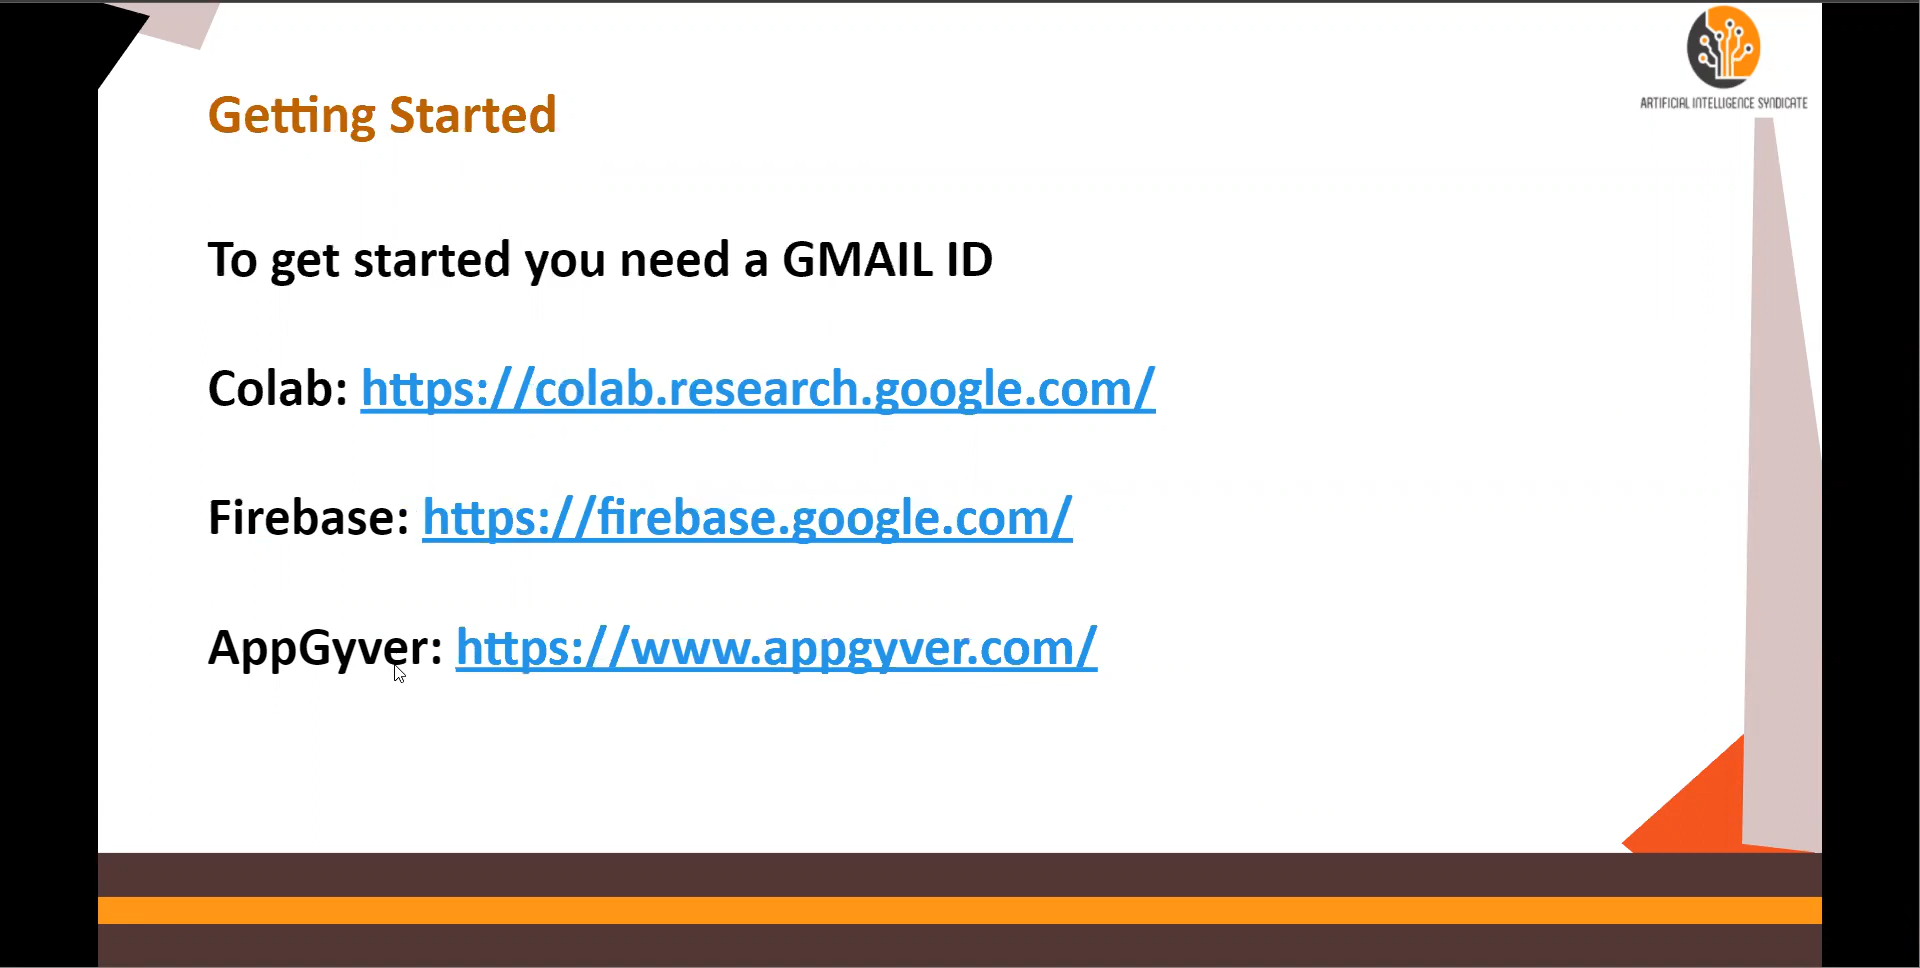 ARTIFICIAL INTELLIGENCE SYNDICATE
Getting Started
To get started you need a GMAIL ID
Colab: https://colab.research.google.com/
Firebase: https://firebase.google.com/
AppGyver: https://www.appgyver.com/